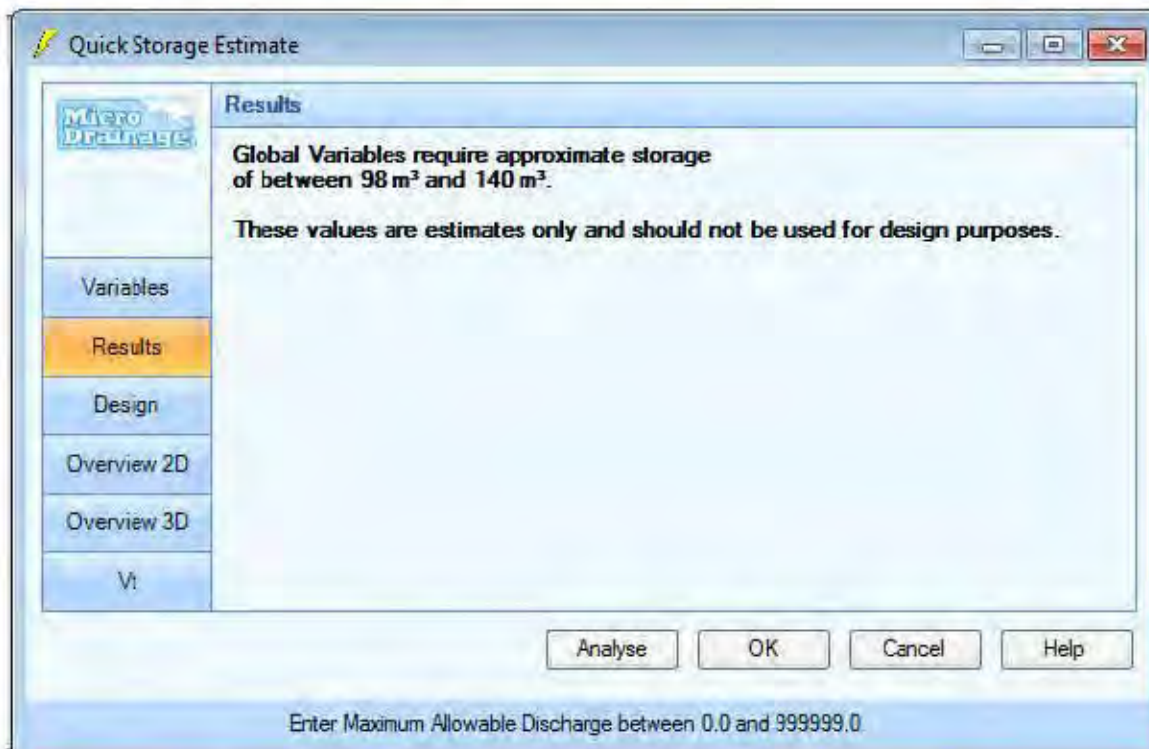 Quick Storage Estimate
Micro
Drainage
Results
Global Variables require approximate storage
of between 98 m³ and 140 m³.
These values are estimates only and should not be used for design purposes.
Variables
Results
Design
Overview 2D
Overview 3D
Vt
Analyse
OK
Cancel
Help
Enter Maximum Allowable Discharge between 0.0 and 999999.0